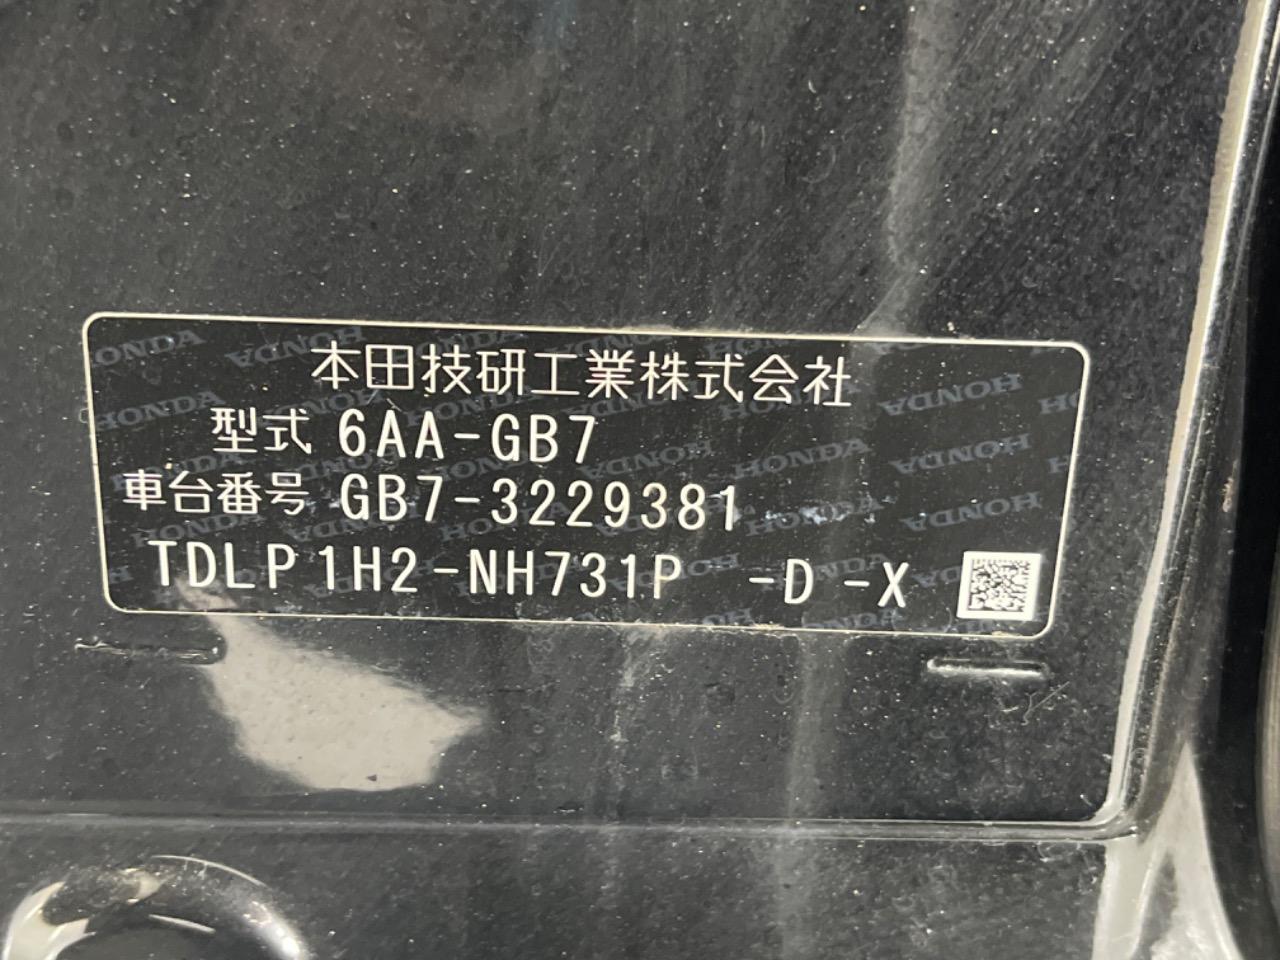 本田技研工業株式会社
型式 6AA-GB7
車台番号 GB7-3229381
TDLP1H2-NH731P -D -X